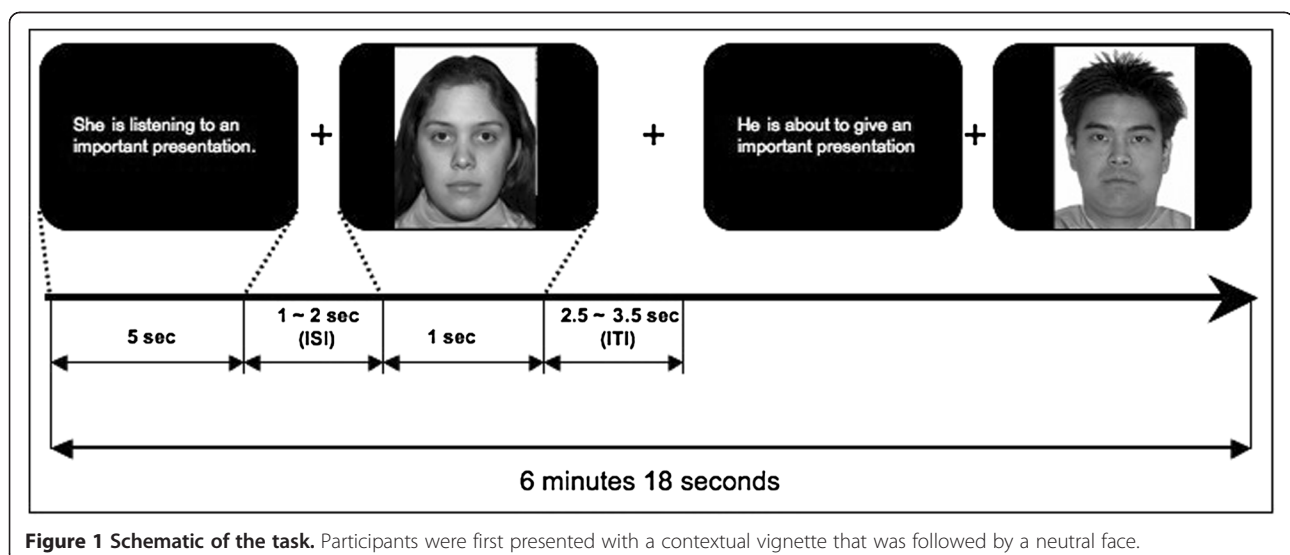 She is listening to an
important presentation.
+
+
He is about to give an
important presentation
+
5 sec
1 ~ 2 sec
(ISI)
1 sec
2.5 ~ 3.5 sec
(ITI)
6 minutes 18 seconds
Figure 1 Schematic of the task. Participants were first presented with a contextual vignette that was followed by a neutral face.